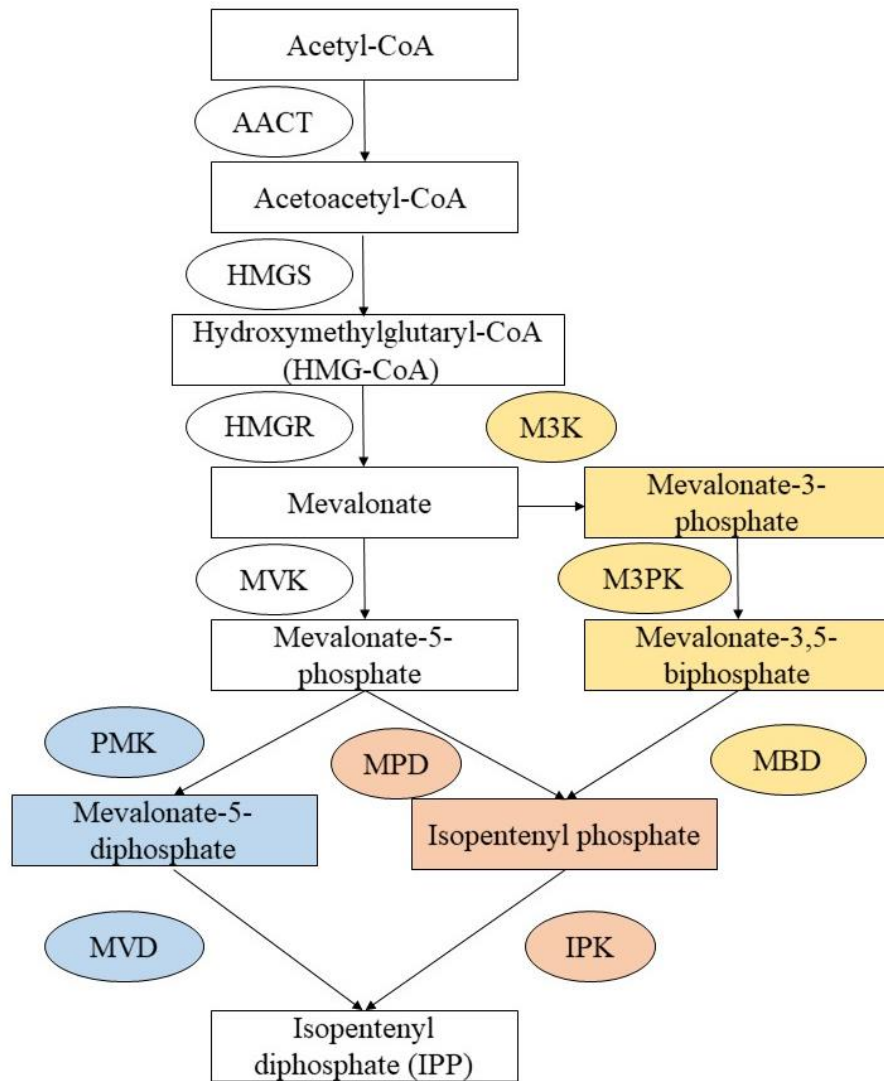 Acetyl-CoA
AACT
Acetoacetyl-CoA
HMGS
Hydroxymethylglutaryl-CoA
(HMG-CoA)
HMGR
M3K
Mevalonate
Mevalonate-3-
phosphate
MVK
M3PK
Mevalonate-5-
phosphate
Mevalonate-3,5-
biphosphate
PMK
MPD
MBD
Mevalonate-5-
diphosphate
Isopentenyl phosphate
MVD
IPK
Isopentenyl
diphosphate (IPP)